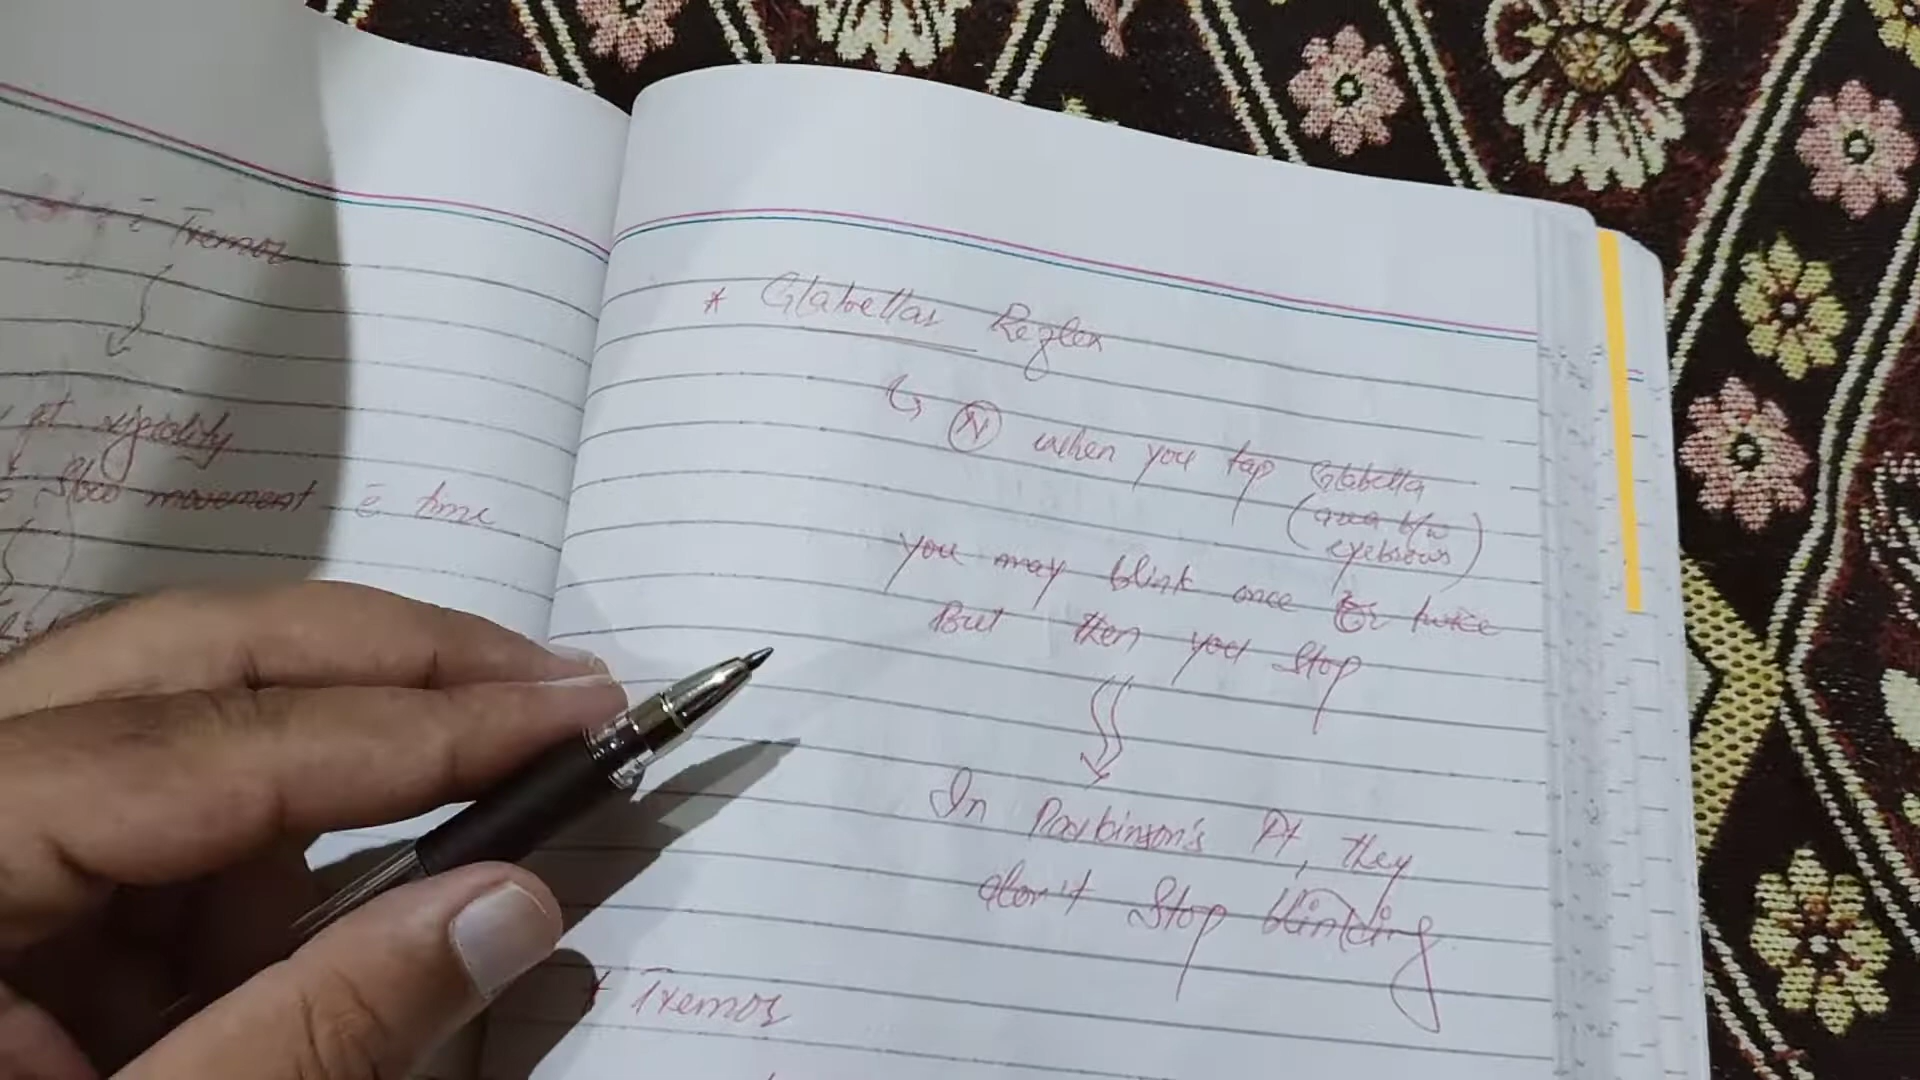 c̄ Tremor
pt rigidity
slow movement c̄ time
* Glabellar Reflex
↳ Ⓝ when you tap Glabella
(area b/w
eyebrows)
you may blink once or twice
But then you stop
In Parkinson's Pt, they
don't stop blinking
* Tremor